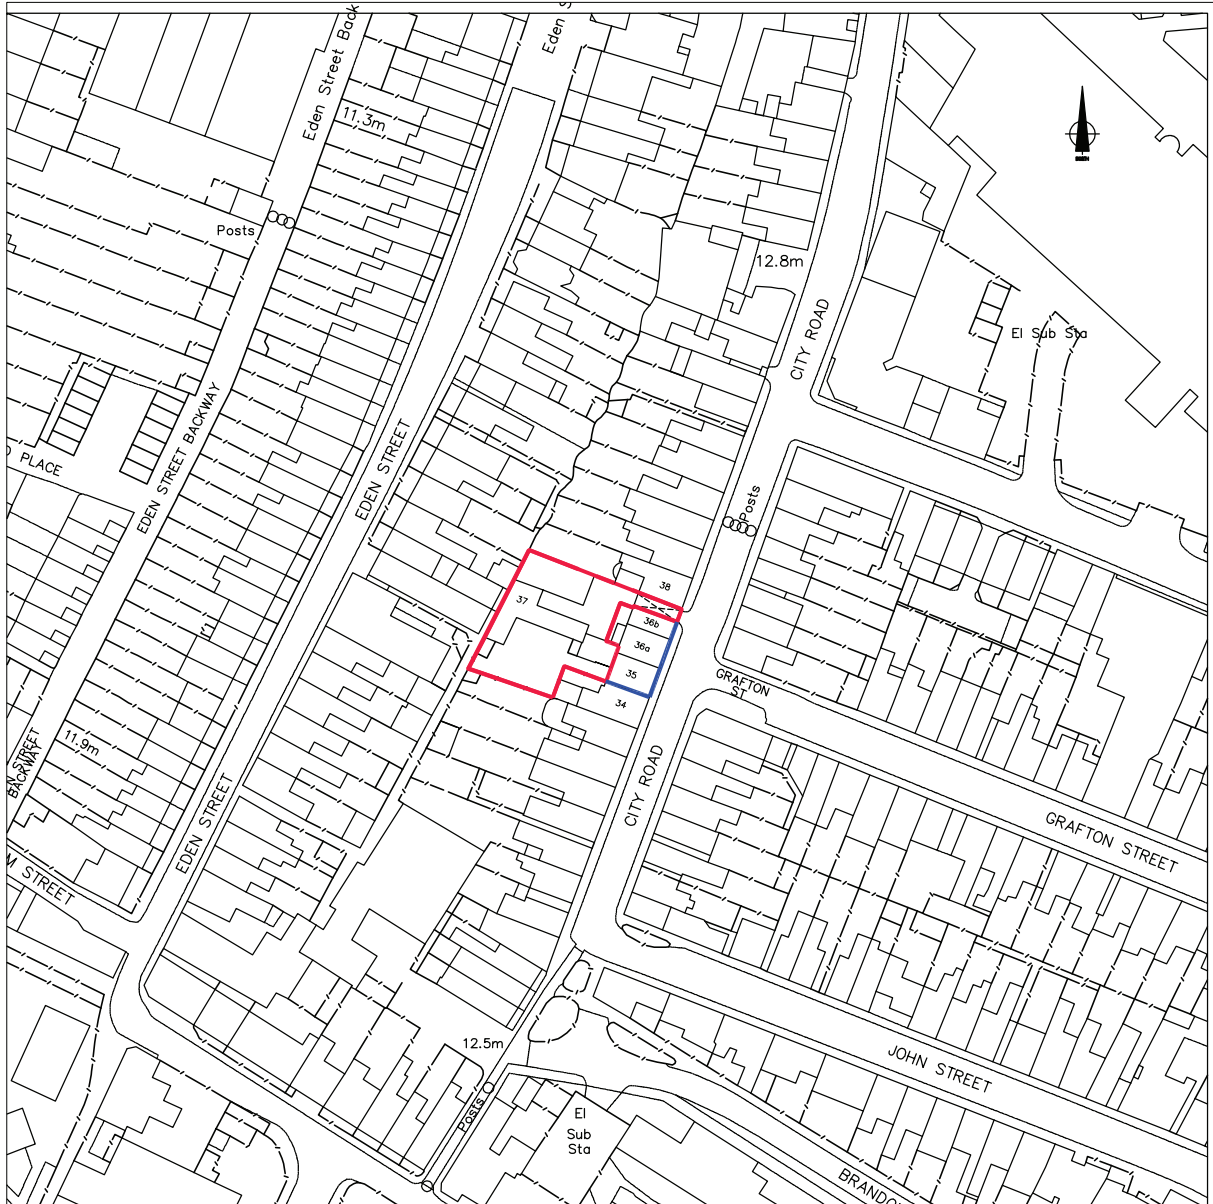 Eden Street Back
Eden S
11.3m
Posts
12.8m
CITY ROAD
El Sub Sta
EDEN STREET BACKWAY
EDEN STREET
PLACE
Posts
38
37
36b
36a
35
34
GRAFTON
ST
N STREET
BACKWAY
11.9m
EDEN STREET
CITY ROAD
GRAFTON STREET
M STREET
12.5m
JOHN STREET
Posts
El
Sub
Sta
BRANDO